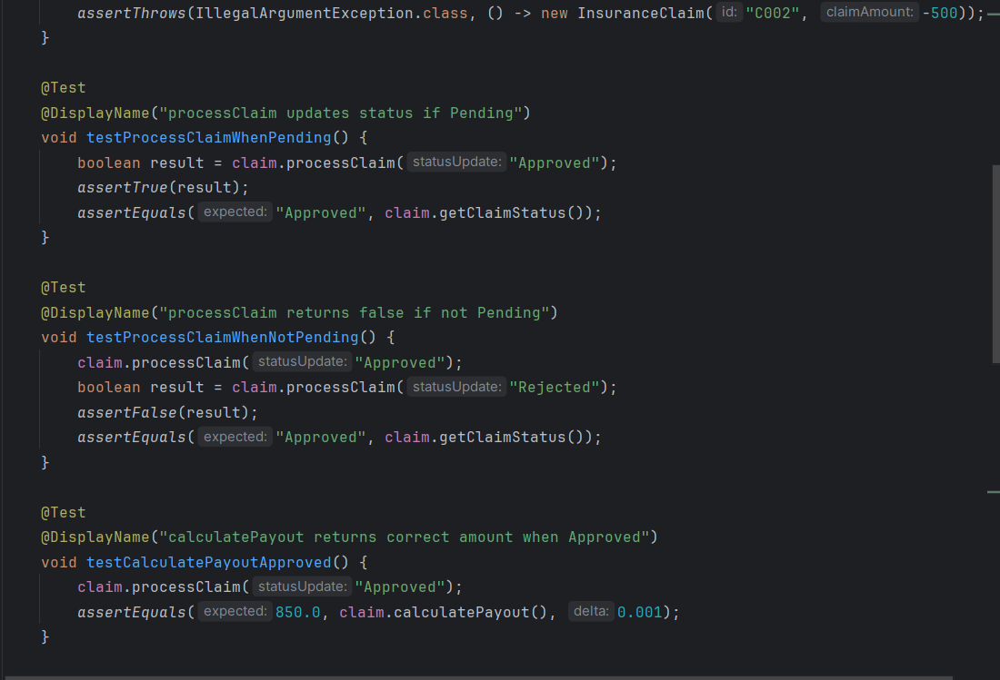 assertThrows(IllegalArgumentException.class, () -> new InsuranceClaim( id: "C002", claimAmount: -500));
}
@Test
@DisplayName("processClaim updates status if Pending")
void testProcessClaimWhenPending() {
boolean result = claim.processClaim( statusUpdate: "Approved");
assertTrue(result);
assertEquals( expected: "Approved", claim.getClaimStatus());
}
@Test
@DisplayName("processClaim returns false if not Pending")
void testProcessClaimWhenNotPending() {
claim.processClaim( statusUpdate: "Approved");
boolean result = claim.processClaim( statusUpdate: "Rejected");
assertFalse(result);
assertEquals( expected: "Approved", claim.getClaimStatus());
}
@Test
@DisplayName("calculatePayout returns correct amount when Approved")
void testCalculatePayoutApproved() {
claim.processClaim( statusUpdate: "Approved");
assertEquals( expected: 850.0, claim.calculatePayout(), delta: 0.001);
}